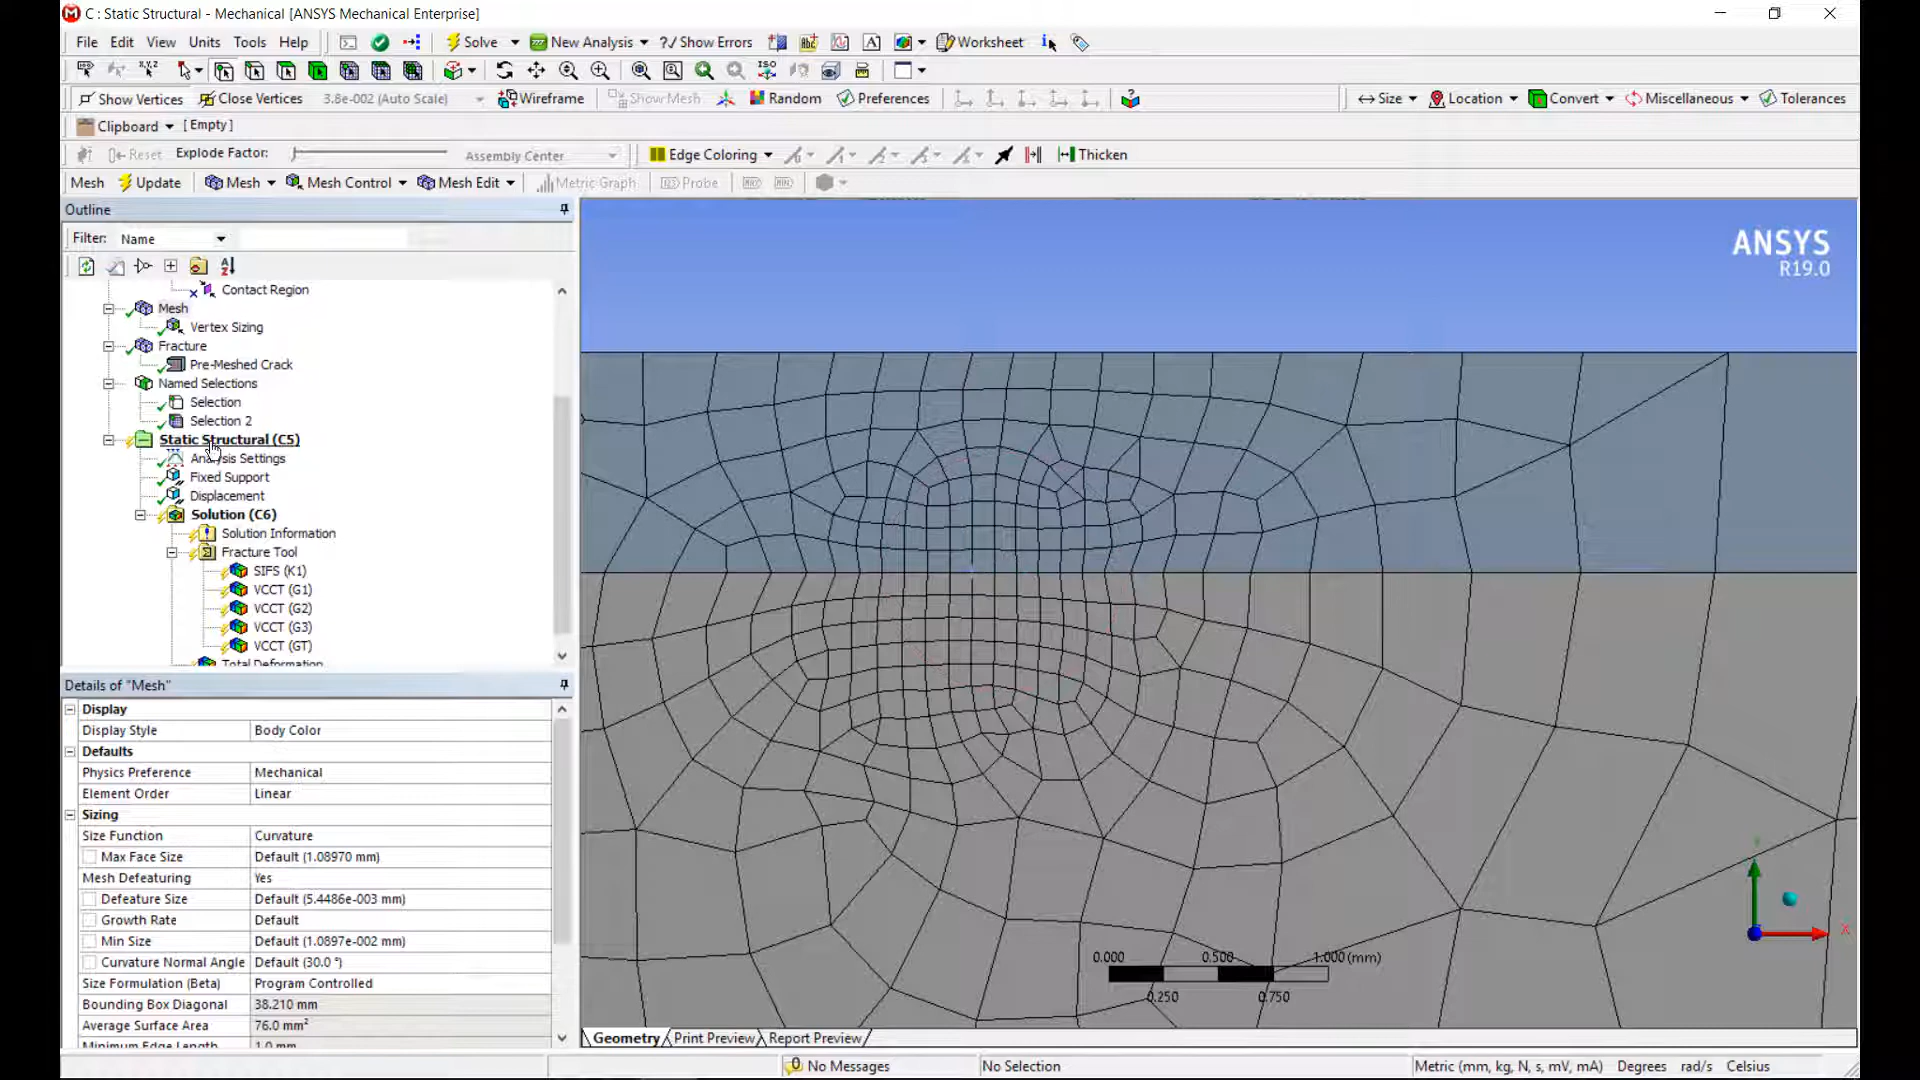 C : Static Structural - Mechanical [ANSYS Mechanical Enterprise]
File Edit View Units Tools Help Solve New Analysis ?/ Show Errors Worksheet
Show Vertices Close Vertices 3.8e-002 (Auto Scale) Wireframe Show Mesh Random Preferences Size Location Convert Miscellaneous Tolerances
Clipboard [ Empty ]
Reset Explode Factor: Assembly Center Edge Coloring Thicken
Mesh Update Mesh Mesh Control Mesh Edit Metric Graph Probe
Outline
Filter: Name
Contact Region
Mesh
Vertex Sizing
Fracture
Pre-Meshed Crack
Named Selections
Selection
Selection 2
Static Structural (C5)
Analysis Settings
Fixed Support
Displacement
Solution (C6)
Solution Information
Fracture Tool
SIFS (K1)
VCCT (G1)
VCCT (G2)
VCCT (G3)
VCCT (GT)
Total Deformation
Details of "Mesh"
Display
Display Style Body Color
Defaults
Physics Preference Mechanical
Element Order Linear
Sizing
Size Function Curvature
Max Face Size Default (1.08970 mm)
Mesh Defeaturing Yes
Defeature Size Default (5.4486e-003 mm)
Growth Rate Default
Min Size Default (1.0897e-002 mm)
Curvature Normal Angle Default (30.0 °)
Size Formulation (Beta) Program Controlled
Bounding Box Diagonal 38.210 mm
Average Surface Area 76.0 mm²
Minimum Edge Length 1.0 mm
ANSYS
R19.0
Y
X
0.000 0.500 1.000 (mm)
0.250 0.750
Geometry Print Preview Report Preview
0 No Messages No Selection Metric (mm, kg, N, s, mV, mA) Degrees rad/s Celsius